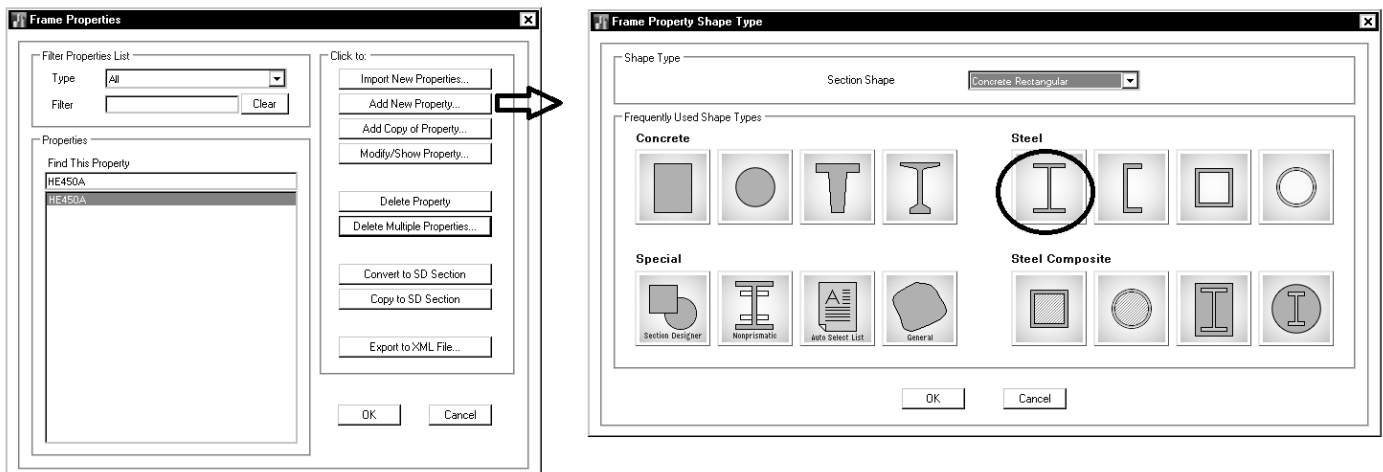 Frame Properties
Filter Properties List
Type All
Filter Clear
Properties
Find This Property
HE450A
HE450A
Click to:
Import New Properties...
Add New Property...
Add Copy of Property...
Modify/Show Property...
Delete Property
Delete Multiple Properties...
Convert to SD Section
Copy to SD Section
Export to XML File...
OK Cancel
Frame Property Shape Type
Shape Type
Section Shape Concrete Rectangular
Frequently Used Shape Types
Concrete
Steel
Special
Section Designer Nonprismatic Auto Select List General
Steel Composite
OK Cancel